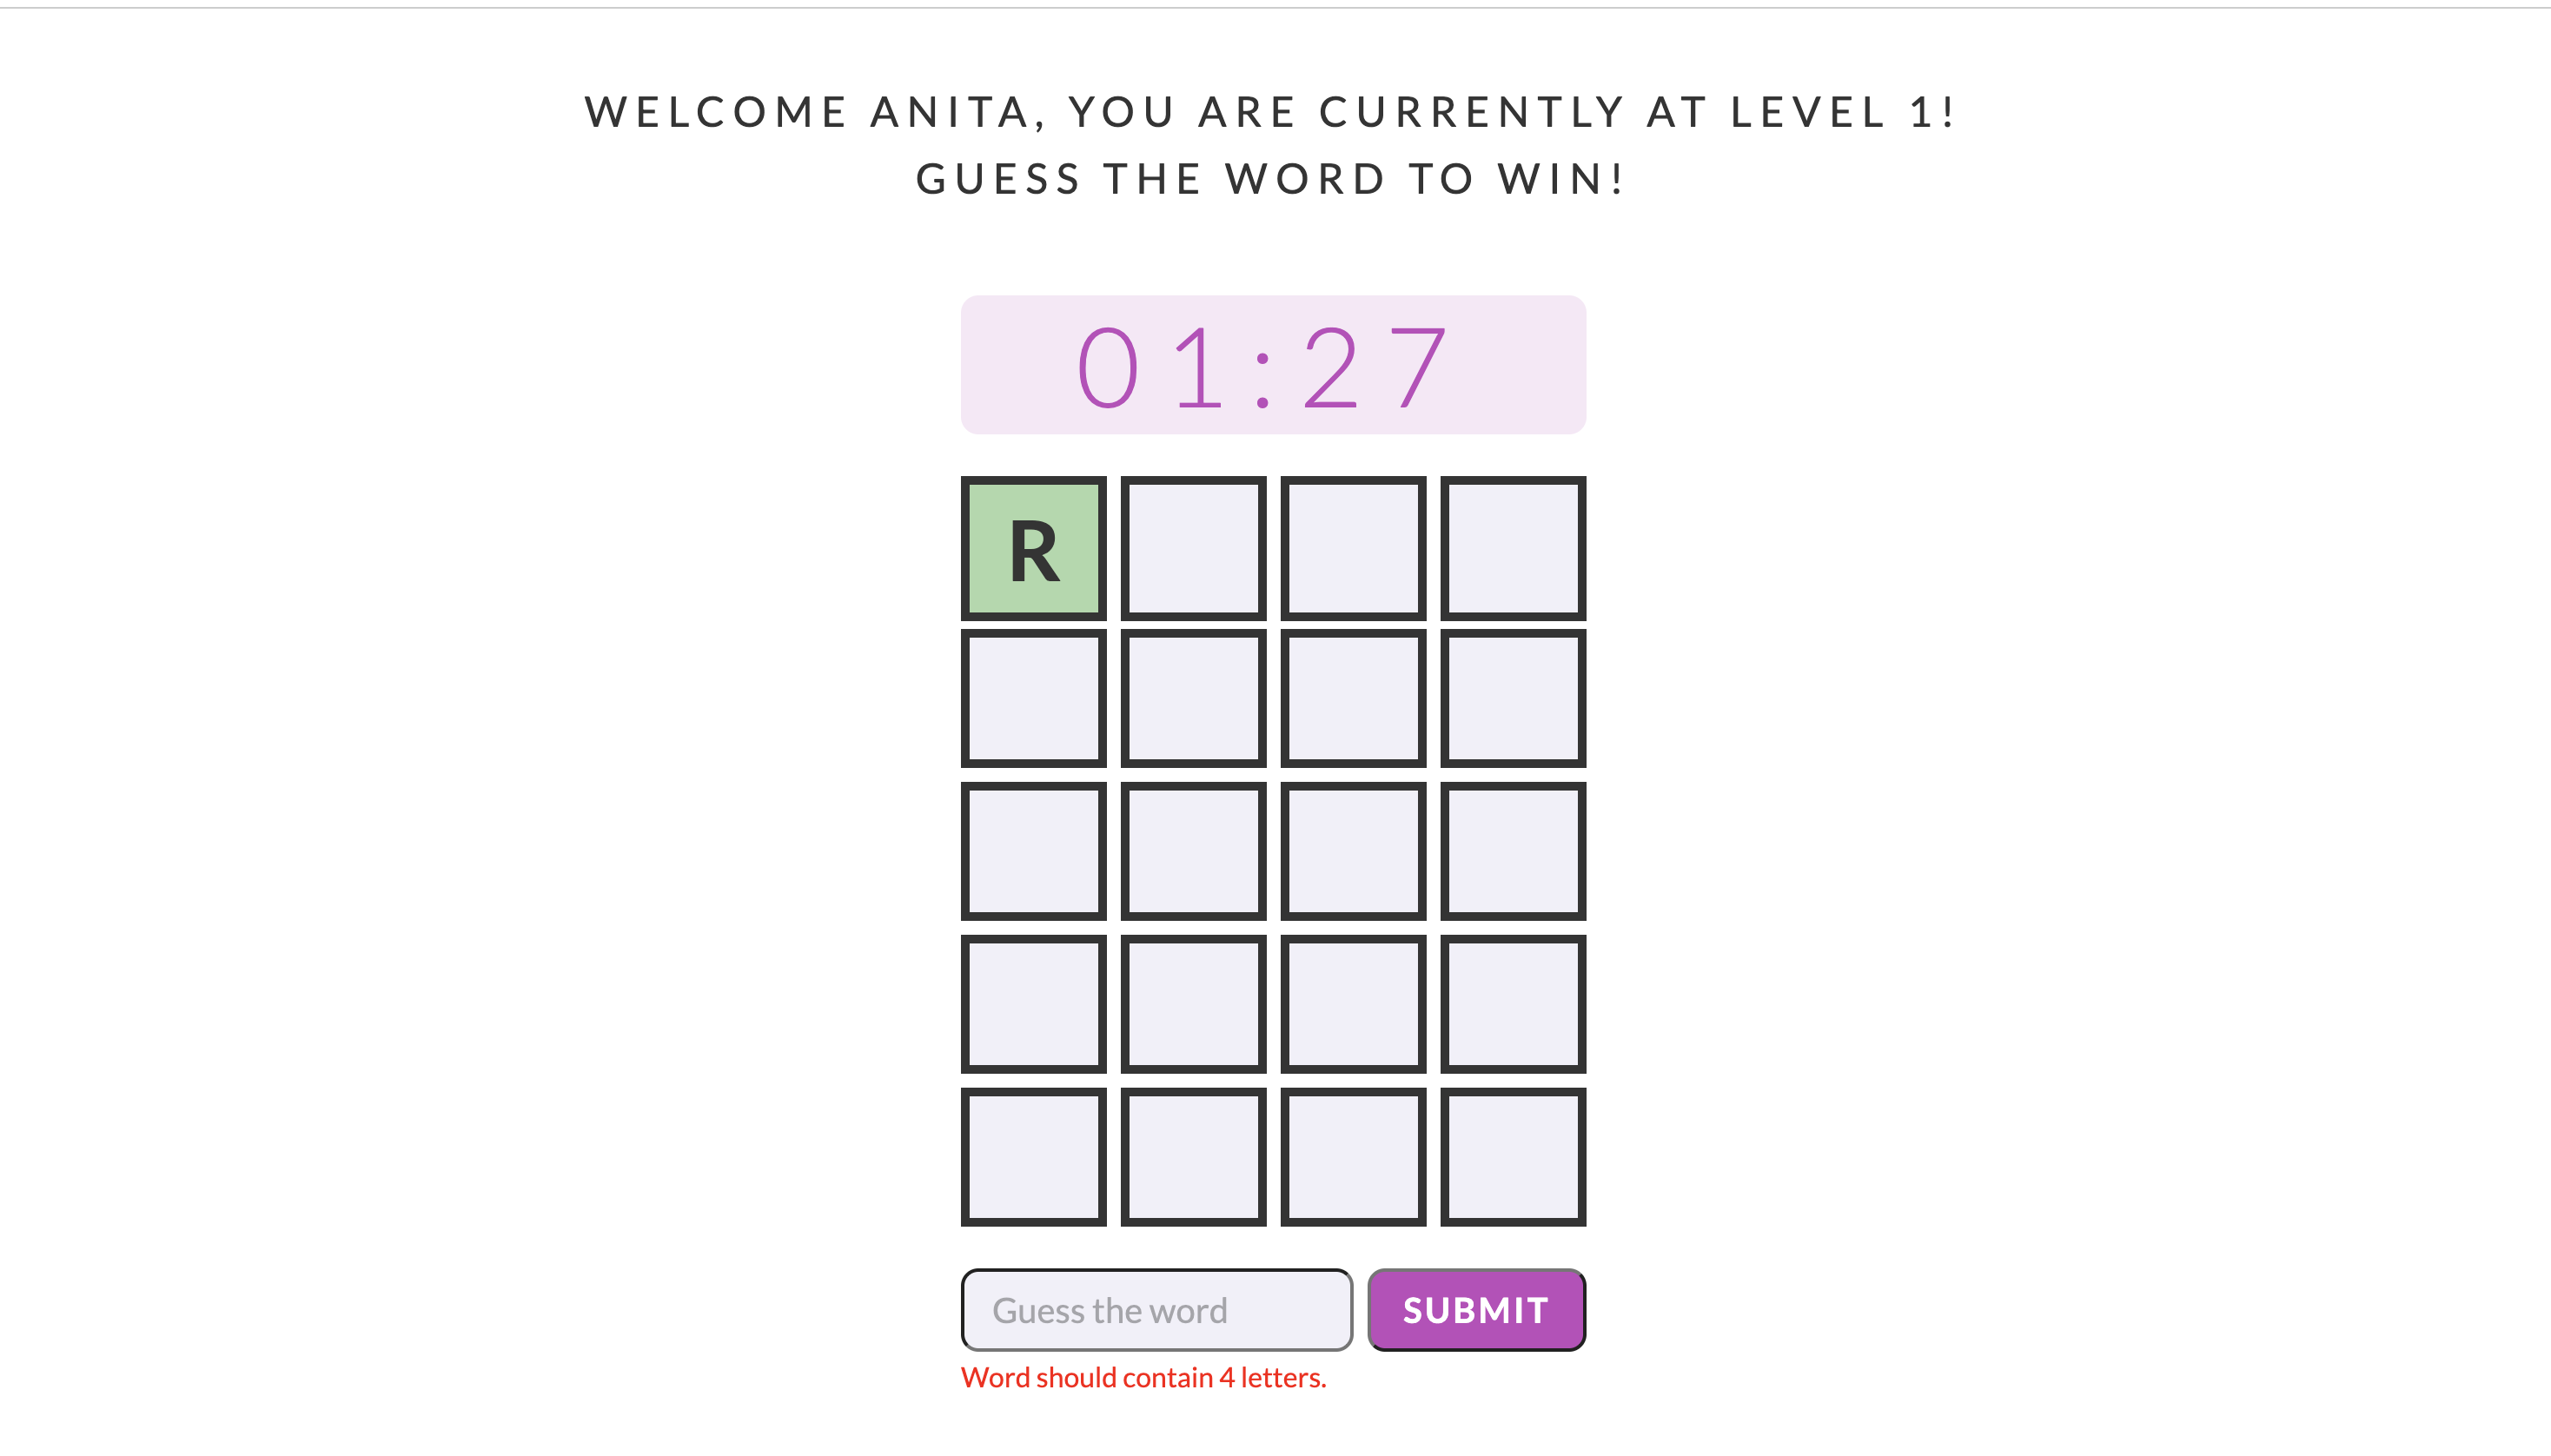 WELCOME ANITA, YOU ARE CURRENTLY AT LEVEL 1!
GUESS THE WORD TO WIN!
01:27
R
Guess the word
SUBMIT
Word should contain 4 letters.